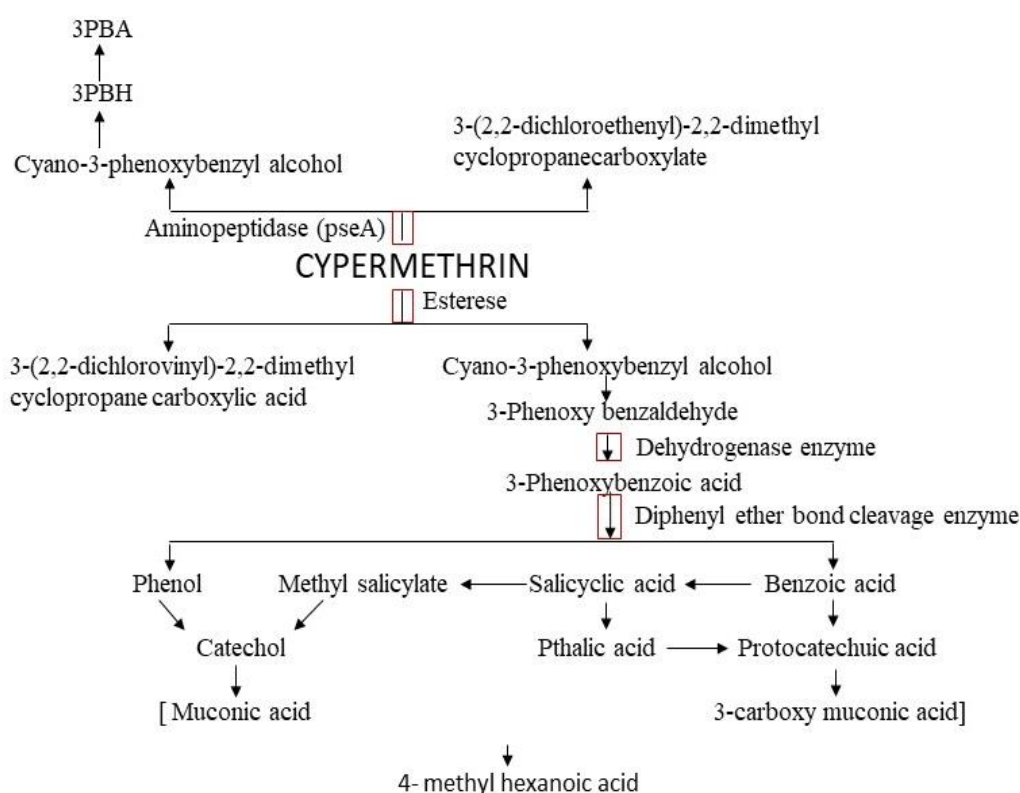 3PBA
3PBH
Cyano-3-phenoxybenzyl alcohol
3-(2,2-dichloroethenyl)-2,2-dimethyl
cyclopropanecarboxylate
Aminopeptidase (pseA)
CYPERMETHRIN
Esterese
3-(2,2-dichlorovinyl)-2,2-dimethyl
cyclopropane carboxylic acid
Cyano-3-phenoxybenzyl alcohol
3-Phenoxy benzaldehyde
Dehydrogenase enzyme
3-Phenoxybenzoic acid
Diphenyl ether bond cleavage enzyme
Phenol
Methyl salicylate
Salicyclic acid
Benzoic acid
Catechol
Pthalic acid
Protocatechuic acid
[ Muconic acid
3-carboxy muconic acid]
4- methyl hexanoic acid